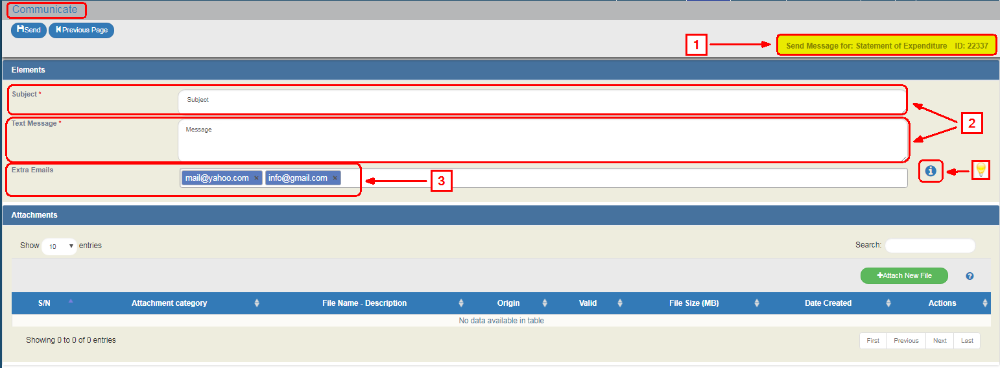 Communicate
Send Previous Page
1 Send Message for: Statement of Expenditure ID: 22337
Elements
Subject * Subject
2
Text Message * Message
Extra Emails mail@yahoo.com × info@gmail.com × 3
Attachments
Show 10 entries Search:
+Attach New File
S/N Attachment category File Name - Description Origin Valid File Size (MB) Date Created Actions
No data available in table
Showing 0 to 0 of 0 entries First Previous Next Last